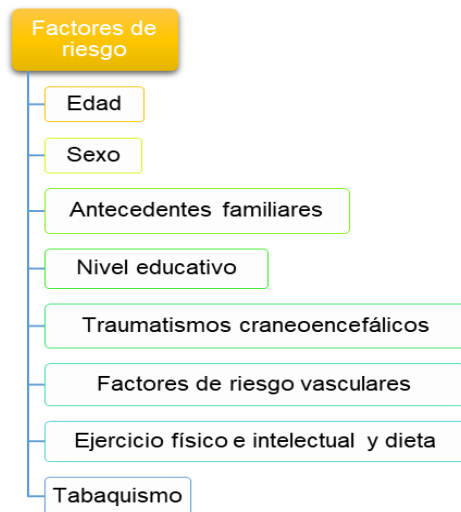 Factores de
riesgo
Edad
Sexo
Antecedentes familiares
Nivel educativo
Traumatismos craneoencefálicos
Factores de riesgo vasculares
Ejercicio físico e intelectual y dieta
Tabaquismo